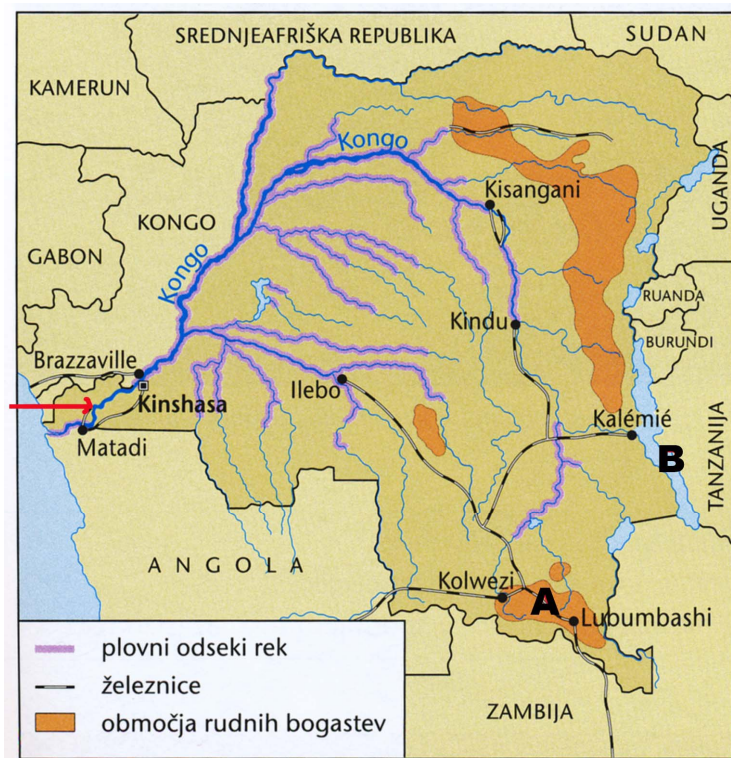 SREDNJEAFRIŠKA REPUBLIKA
SUDAN
KAMERUN
Kongo
UGANDA
Kisangani
KONGO
GABON
Kongo
RUANDA
Kindu
BURUNDI
Brazzaville
Ilebo
Kinshasa
Kalémié
Matadi
B
TANZANIJA
ANGOLA
Kolwezi
A
Lubumbashi
plovni odseki rek
železnice
območja rudnih bogastev
ZAMBIJA